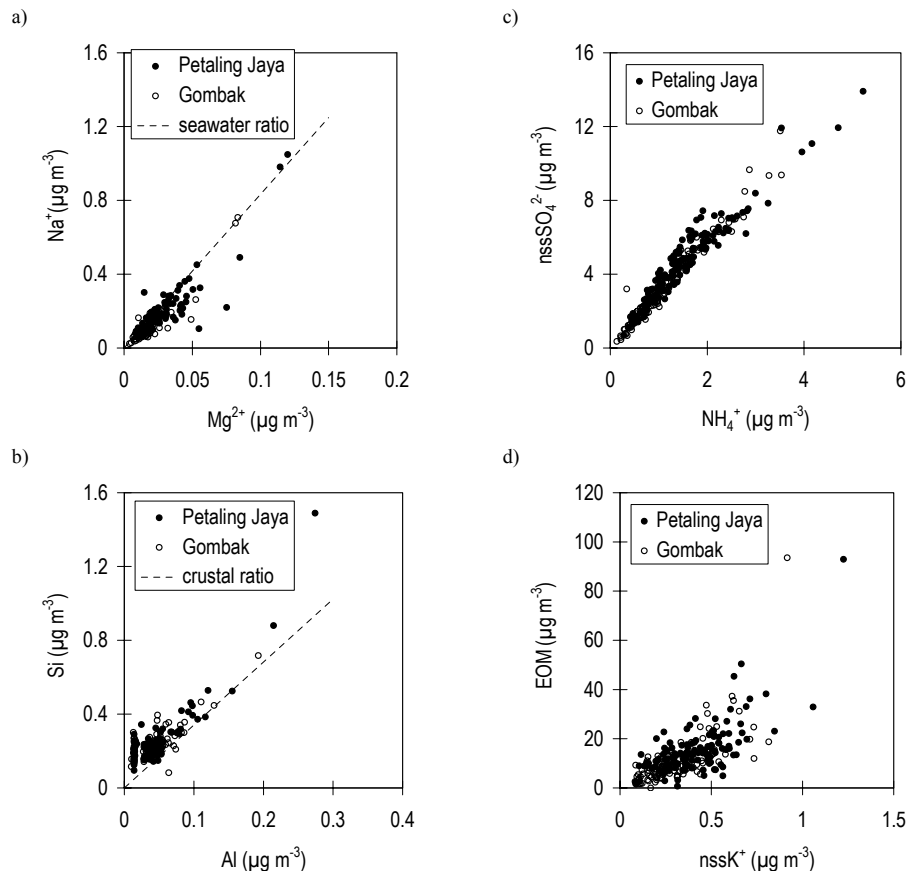 a)
1.6
1.2
0.8
0.4
0
Na⁺(µg m⁻³)
Petaling Jaya
Gombak
seawater ratio
0 0.05 0.1 0.15 0.2
Mg²⁺ (µg m⁻³)
c)
16
12
8
4
0
nssSO₄²⁻ (µg m⁻³)
Petaling Jaya
Gombak
0 2 4 6
NH₄⁺ (µg m⁻³)
b)
1.6
1.2
0.8
0.4
0
Si (µg m⁻³)
Petaling Jaya
Gombak
crustal ratio
0 0.1 0.2 0.3 0.4
Al (µg m⁻³)
d)
120
100
80
60
40
20
0
EOM (µg m⁻³)
Petaling Jaya
Gombak
0 0.5 1 1.5
nssK⁺ (µg m⁻³)